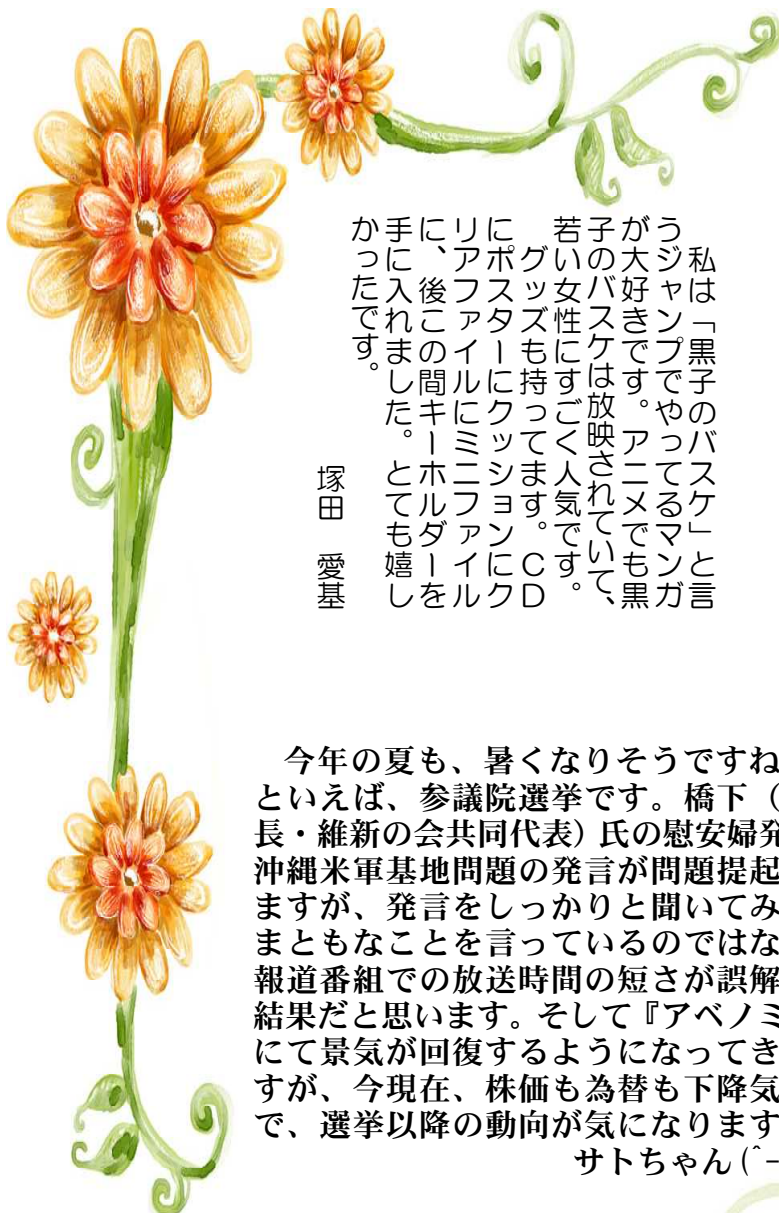 私は「黒子のバスケ」と言
うジャンプでやってるマンガ
が大好きです。アニメでも黒
子のバスケは放映されていて、
若い女性にすごく人気です。
　グッズも持ってます。ＣＤ
にポスターにクッションにク
リアファイルにミニファイル
に、後この間キーホルダーを
手に入れました。とても嬉し
かったです。
塚田　愛基
　今年の夏も、暑くなりそうですね
といえば、参議院選挙です。橋下（
長・維新の会共同代表）氏の慰安婦発
沖縄米軍基地問題の発言が問題提起
ますが、発言をしっかりと聞いてみ
まともなことを言っているのではな
報道番組での放送時間の短さが誤解
結果だと思います。そして『アベノミ
にて景気が回復するようになってき
すが、今現在、株価も為替も下降気
で、選挙以降の動向が気になります
サトちゃん(^-